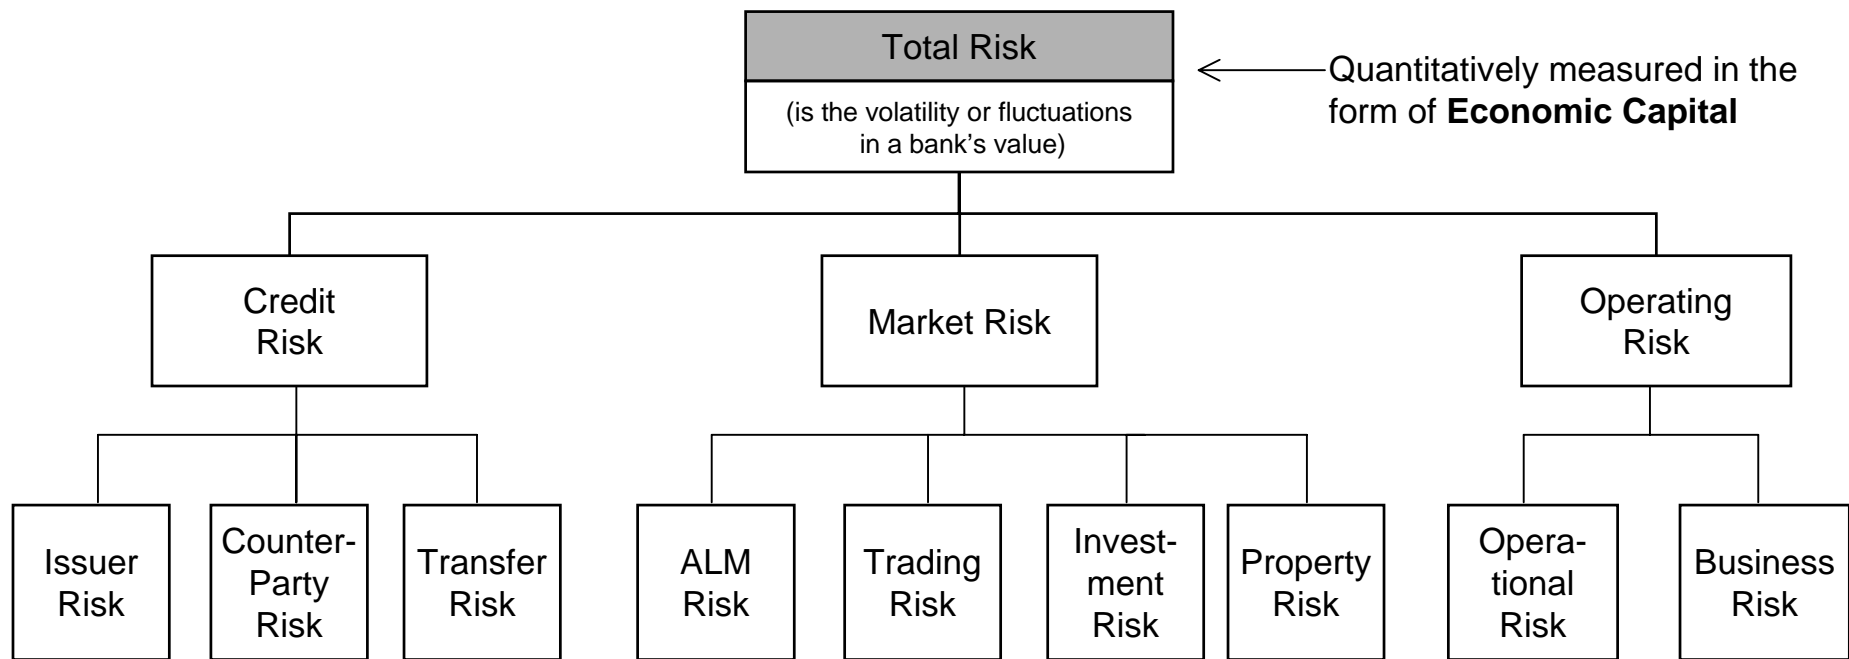 Total Risk
(is the volatility or fluctuations
in a bank’s value)
Quantitatively measured in the
form of Economic Capital
Credit
Risk
Market Risk
Operating
Risk
Issuer
Risk
Counter-
Party
Risk
Transfer
Risk
ALM
Risk
Trading
Risk
Invest-
ment
Risk
Property
Risk
Opera-
tional
Risk
Business
Risk